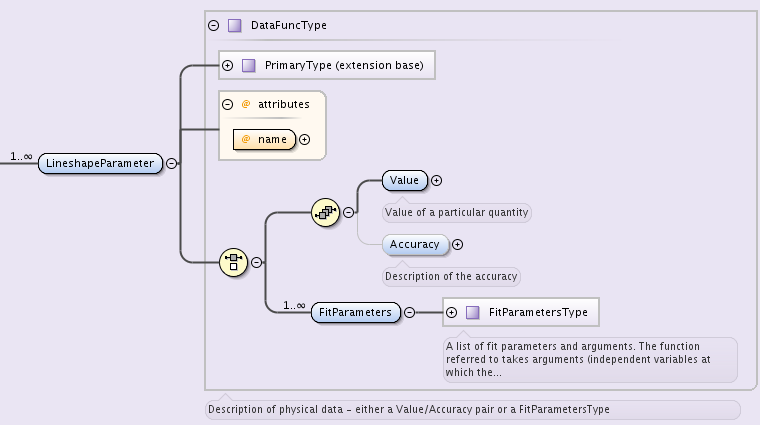 DataFuncType
PrimaryType (extension base)
@ attributes
@ name
1..∞
LineshapeParameter
Value
Value of a particular quantity
Accuracy
Description of the accuracy
1..∞
FitParameters
FitParametersType
A list of fit parameters and arguments. The function
referred to takes arguments (independent variables at
which the...
Description of physical data – either a Value/Accuracy pair or a FitParametersType